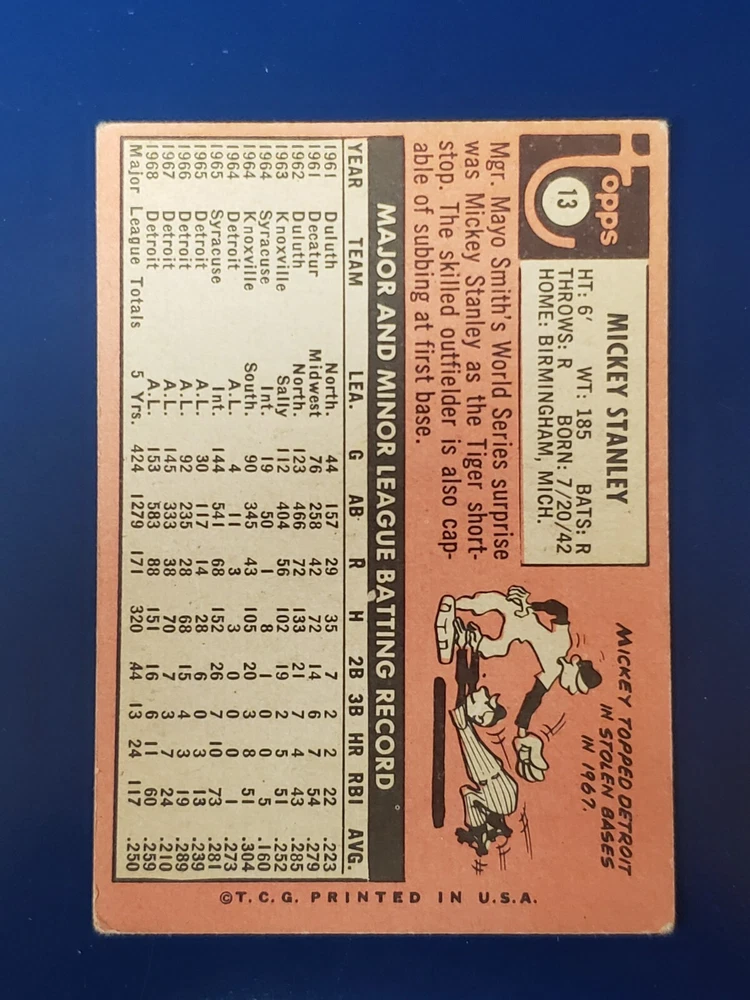 Topps
13
MICKEY STANLEY
HT: 6' WT: 185 BATS: R
THROWS: R BORN: 7/20/42
HOME: BIRMINGHAM, MICH.
MICKEY TOPPED DETROIT
IN STOLEN BASES
IN 1967.
Mgr. Mayo Smith's World Series surprise
was Mickey Stanley as the Tiger short-
stop. The skilled outfielder is also cap-
able of subbing at first base.
MAJOR AND MINOR LEAGUE BATTING RECORD
YEAR TEAM LEA. G AB R H 2B 3B HR RBI AVG.
1961 Duluth North. 44 157 29 35 7 2 2 22 .223
1961 Decatur Midwest 76 258 42 72 14 6 7 54 .279
1962 Duluth North. 123 466 72 133 21 7 4 43 .285
1963 Knoxville Sally 112 404 56 102 19 2 5 51 .252
1964 Syracuse Int. 19 50 1 8 1 0 0 5 .160
1964 Knoxville South. 90 345 43 105 20 3 8 51 .304
1964 Detroit A.L. 4 11 3 3 0 0 0 1 .273
1965 Syracuse Int. 144 541 68 152 26 7 10 73 .281
1965 Detroit A.L. 30 117 14 28 6 0 3 13 .239
1966 Detroit A.L. 92 235 28 68 15 4 3 19 .289
1967 Detroit A.L. 145 333 38 70 7 3 7 24 .210
1968 Detroit A.L. 153 583 88 151 16 6 11 60 .259
Major League Totals 5 Yrs. 424 1279 171 320 44 13 24 117 .250
©T.C.G. PRINTED IN U.S.A.